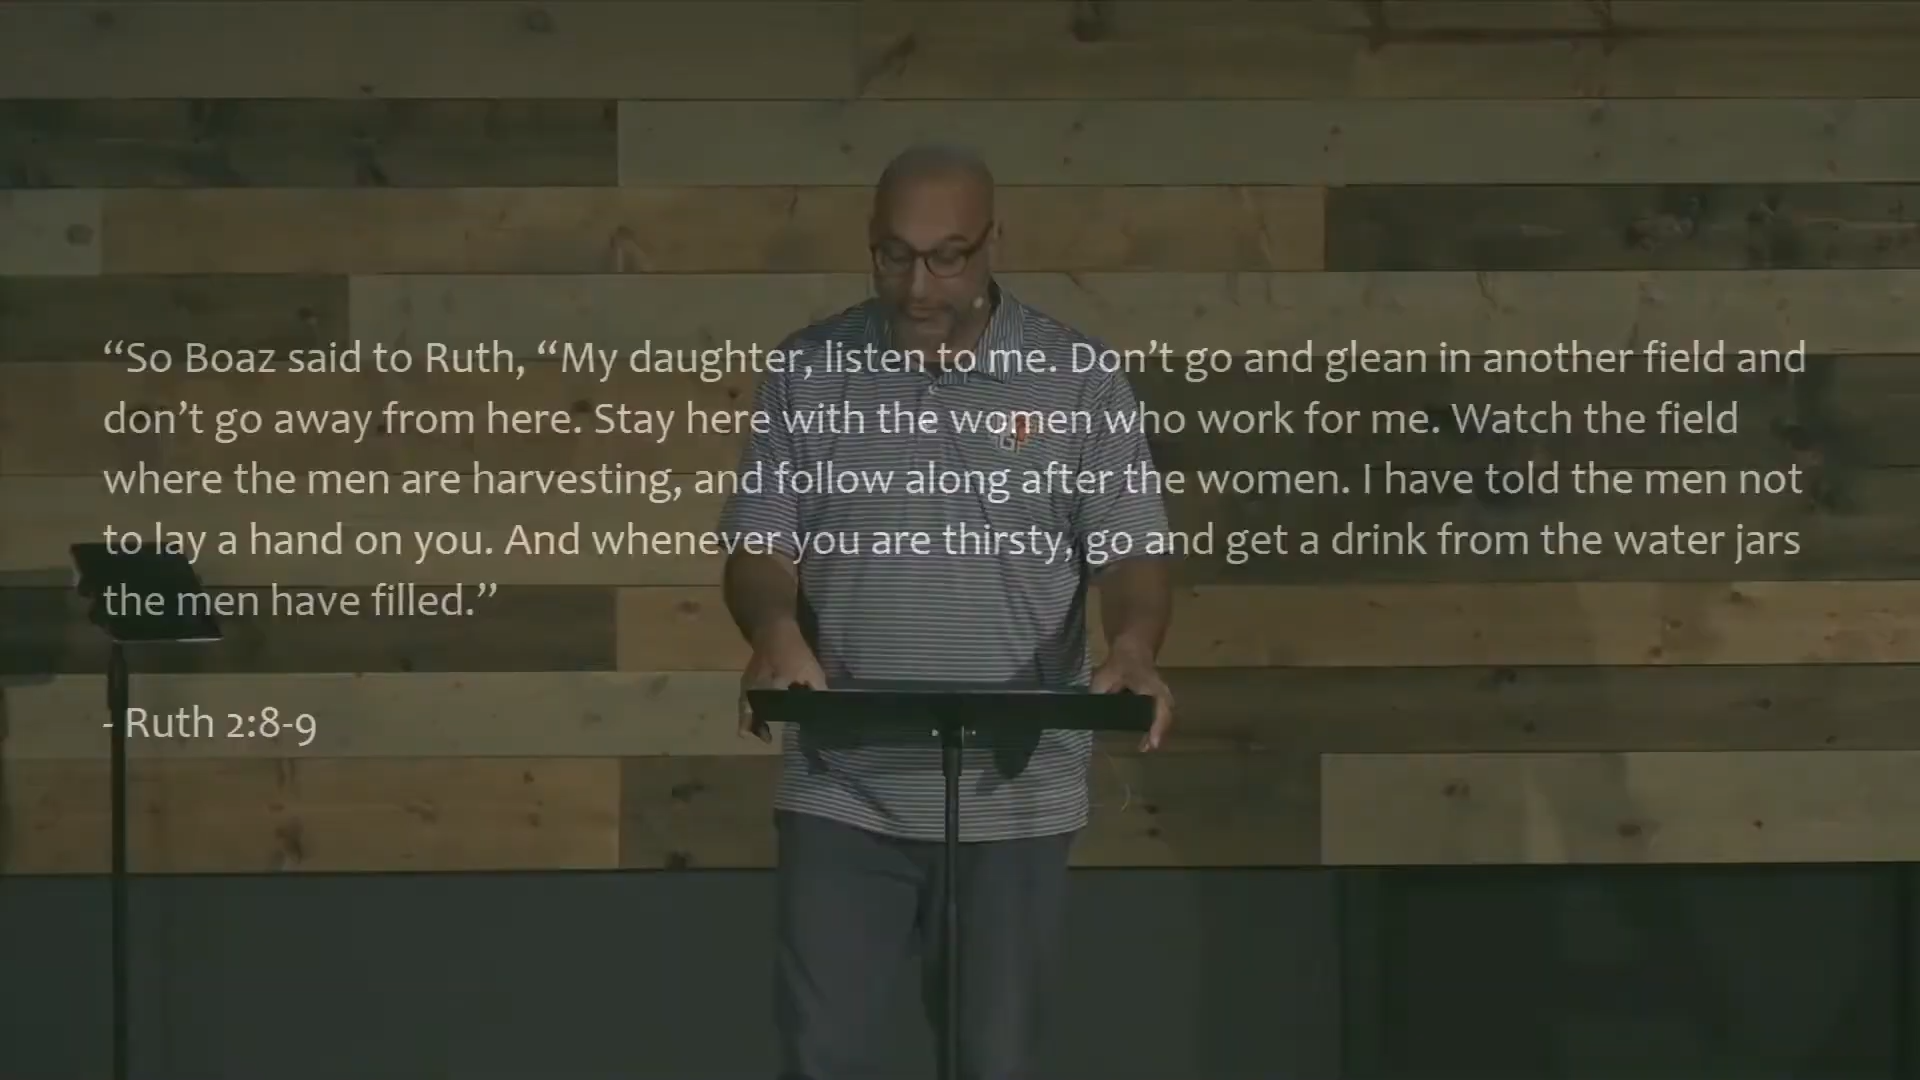 “So Boaz said to Ruth, “My daughter, listen to me. Don’t go and glean in another field and
don’t go away from here. Stay here with the women who work for me. Watch the field
where the men are harvesting, and follow along after the women. I have told the men not
to lay a hand on you. And whenever you are thirsty, go and get a drink from the water jars
the men have filled.”
- Ruth 2:8-9